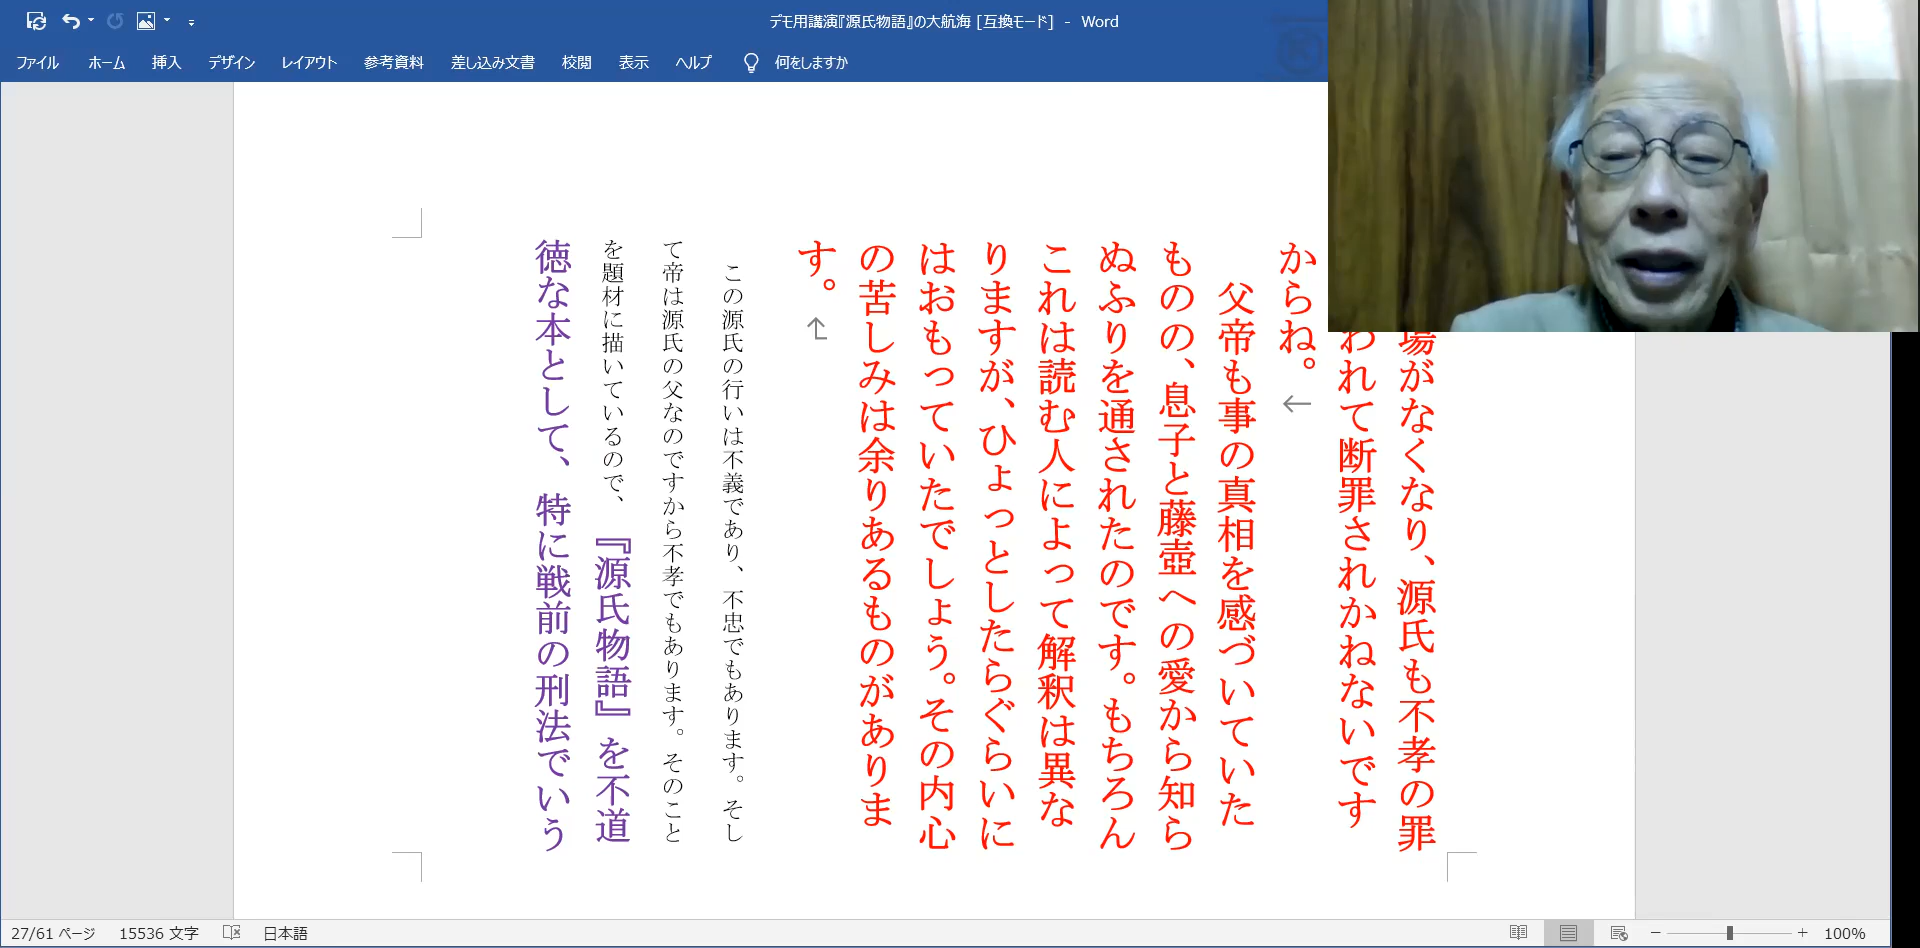 デモ用講演『源氏物語』の大航海 [互換モード] - Word
ファイル ホーム 挿入 デザイン レイアウト 参考資料 差し込み文書 校閲 表示 ヘルプ 何をしますか
場がなくなり、源氏も不孝の罪
われて断罪されかねないです
からね。
父帝も事の真相を感づいていた
ものの、息子と藤壺への愛から知ら
ぬふりを通されたのです。もちろん
これは読む人によって解釈は異な
りますが、ひょっとしたらぐらいに
はおもっていたでしょう。その内心
の苦しみは余りあるものがありま
す。
この源氏の行いは不義であり、不忠でもあります。そし
て帝は源氏の父なのですから不孝でもあります。そのこと
を題材に描いているので、『源氏物語』を不道
徳な本として、特に戦前の刑法でいう
27/61 ページ 15536 文字 日本語 100%